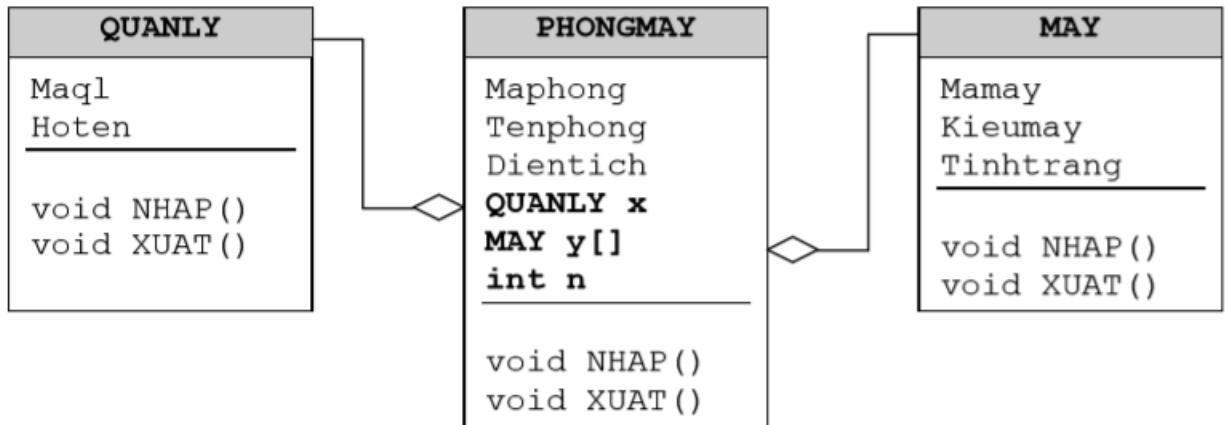 QUANLY
Maql
Hoten
void NHAP()
void XUAT()
PHONGMAY
Maphong
Tenphong
Dientich
QUANLY x
MAY y[]
int n
void NHAP()
void XUAT()
MAY
Mamay
Kieumay
Tinhtrang
void NHAP()
void XUAT()